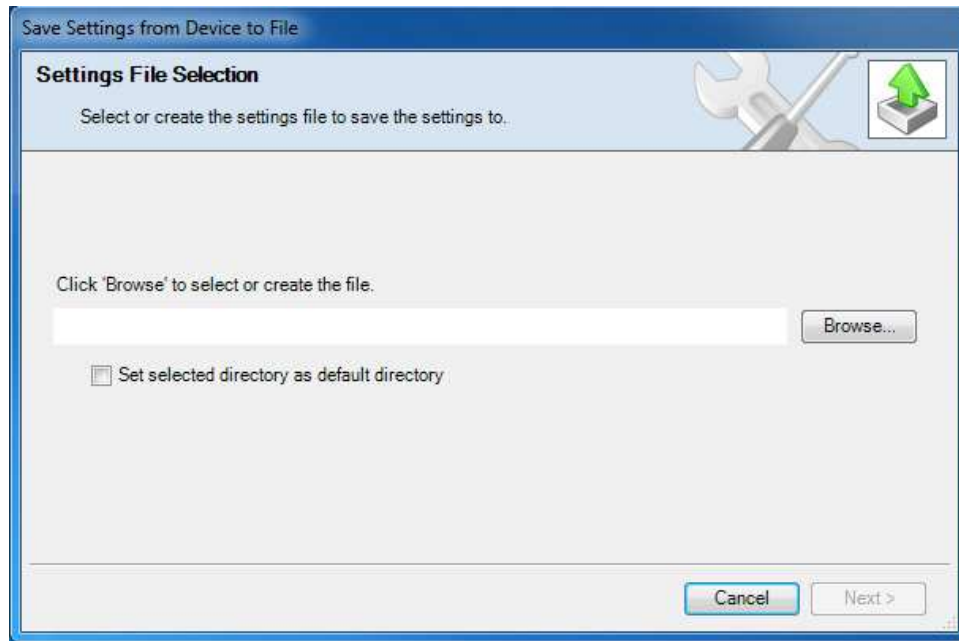 Save Settings from Device to File
Settings File Selection
Select or create the settings file to save the settings to.
Click 'Browse' to select or create the file.
Browse...
Set selected directory as default directory
Cancel
Next >